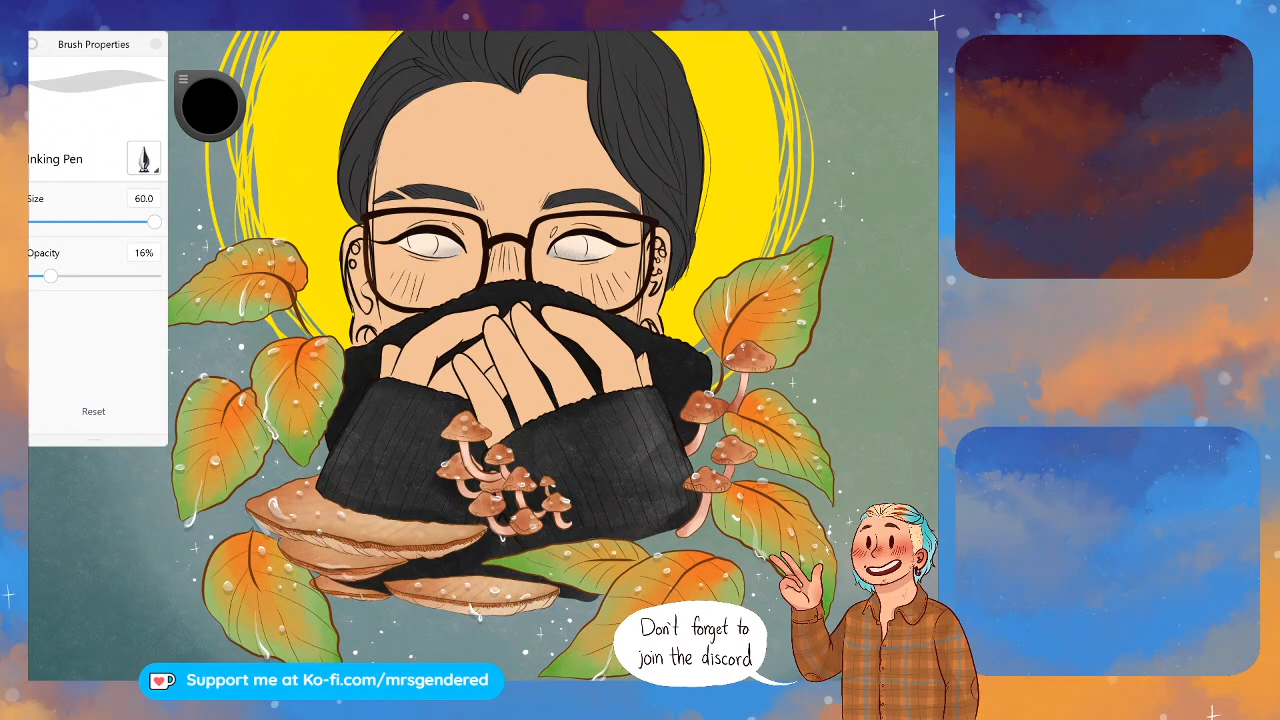 Brush Properties
Inking Pen
Size
60.0
Opacity
16%
Reset
Don't forget to
join the discord
Support me at Ko-fi.com/mrsgendered